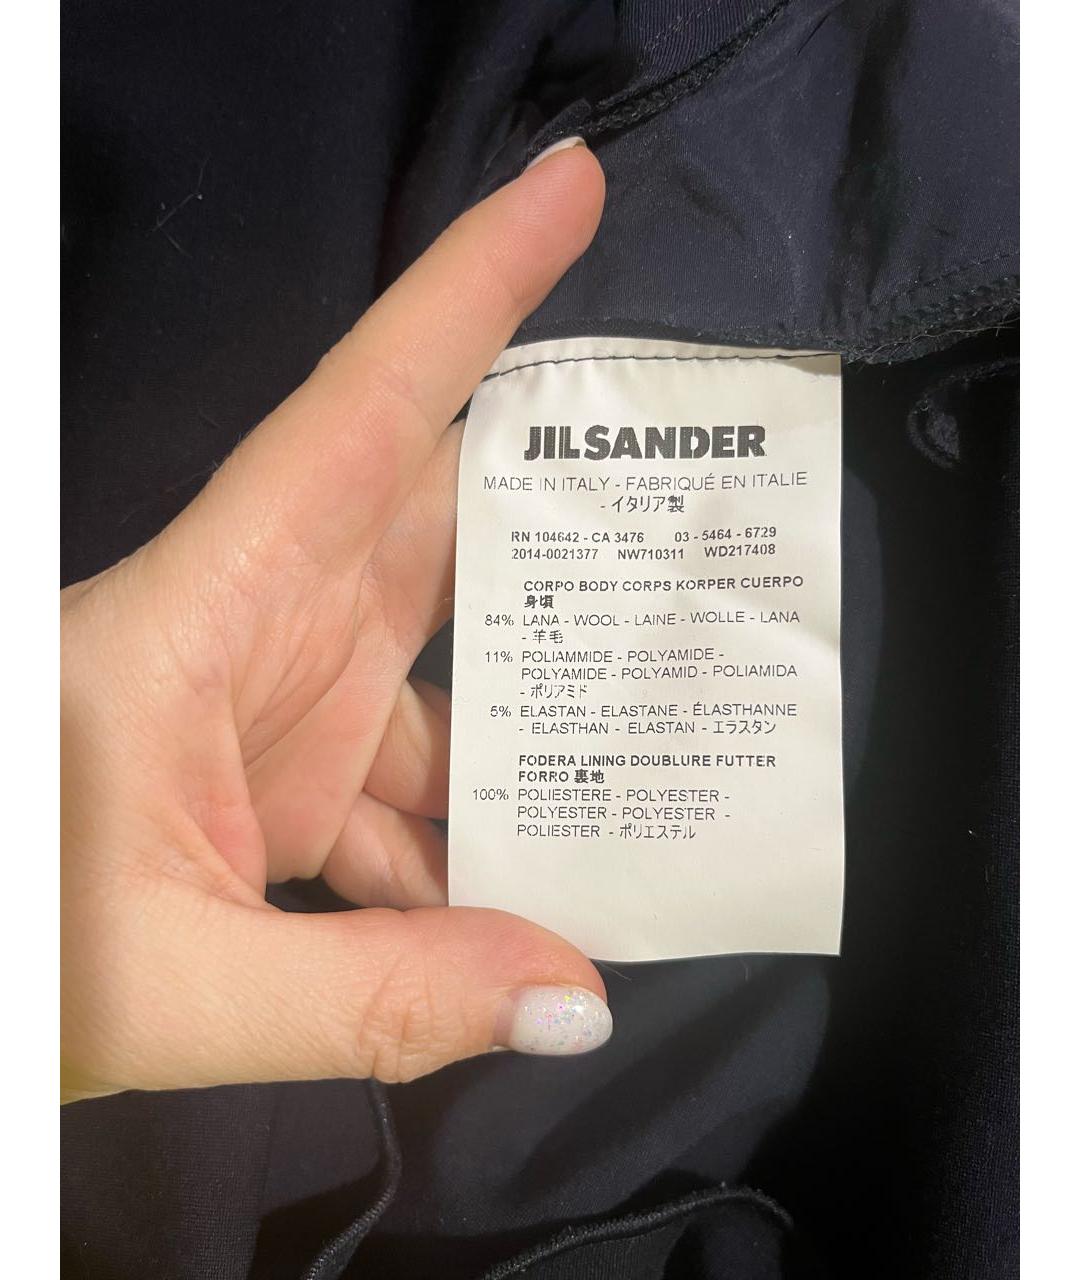 JIL SANDER
MADE IN ITALY - FABRIQUÉ EN ITALIE
- イタリア製
RN 104642 - CA 3476 03 - 5464 - 6729
2014-0021377 NW710311 WD217408
CORPO BODY CORPS KÖRPER CUERPO
身頃
84% LANA - WOOL - LAINE - WOLLE - LANA
- 羊毛
11% POLIAMMIDE - POLYAMIDE -
POLYAMIDE - POLYAMID - POLIAMIDA
- ポリアミド
5% ELASTAN - ELASTANE - ÉLASTHANNE
- ELASTHAN - ELASTAN - エラスタン
FODERA LINING DOUBLURE FUTTER
FORRO 裏地
100% POLIESTERE - POLYESTER -
POLYESTER - POLYESTER -
POLIESTER - ポリエステル